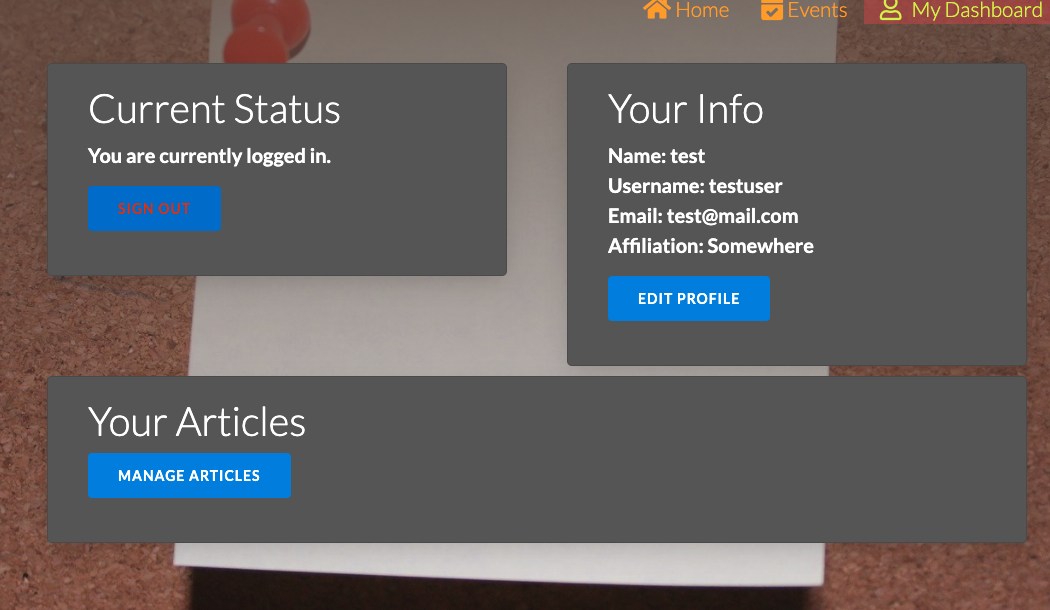 Home Events My Dashboard
Current Status
You are currently logged in.
SIGN OUT
Your Info
Name: test
Username: testuser
Email: test@mail.com
Affiliation: Somewhere
EDIT PROFILE
Your Articles
MANAGE ARTICLES